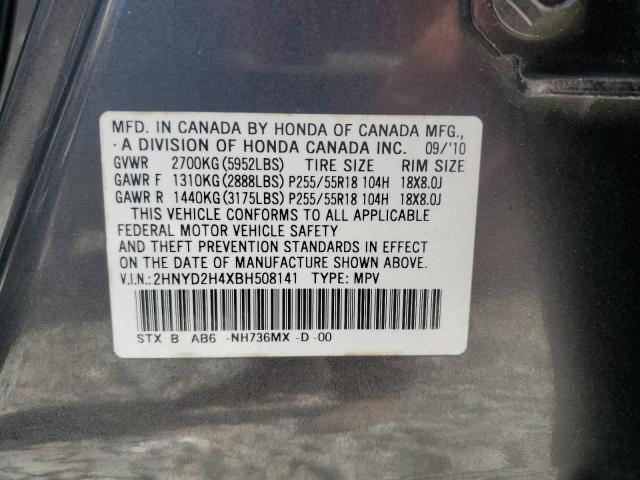 MFD. IN CANADA BY HONDA OF CANADA MFG.,
· A DIVISION OF HONDA CANADA INC. 09/'10
GVWR 2700KG(5952LBS) TIRE SIZE RIM SIZE
GAWR F 1310KG(2888LBS) P255/55R18 104H 18X8.0J
GAWR R 1440KG(3175LBS) P255/55R18 104H 18X8.0J
THIS VEHICLE CONFORMS TO ALL APPLICABLE
FEDERAL MOTOR VEHICLE SAFETY
AND THEFT PREVENTION STANDARDS IN EFFECT
ON THE DATE OF MANUFACTURE SHOWN ABOVE.
V.I.N.:2HNYD2H4XBH508141 TYPE: MPV
STX B AB6 -NH736MX -D -00